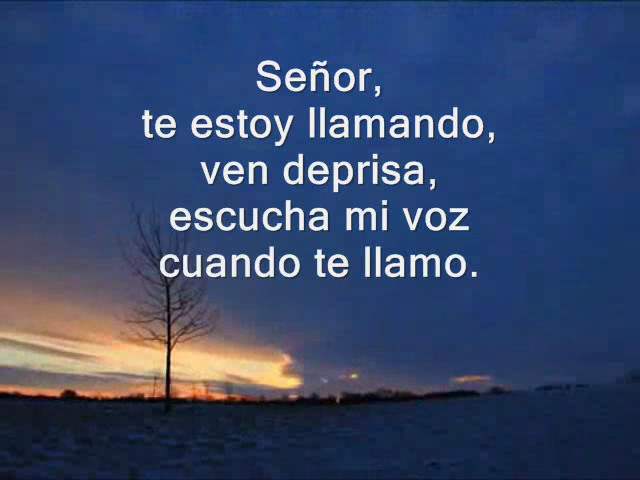 Señor,
te estoy llamando,
ven deprisa,
escucha mi voz
cuando te llamo.